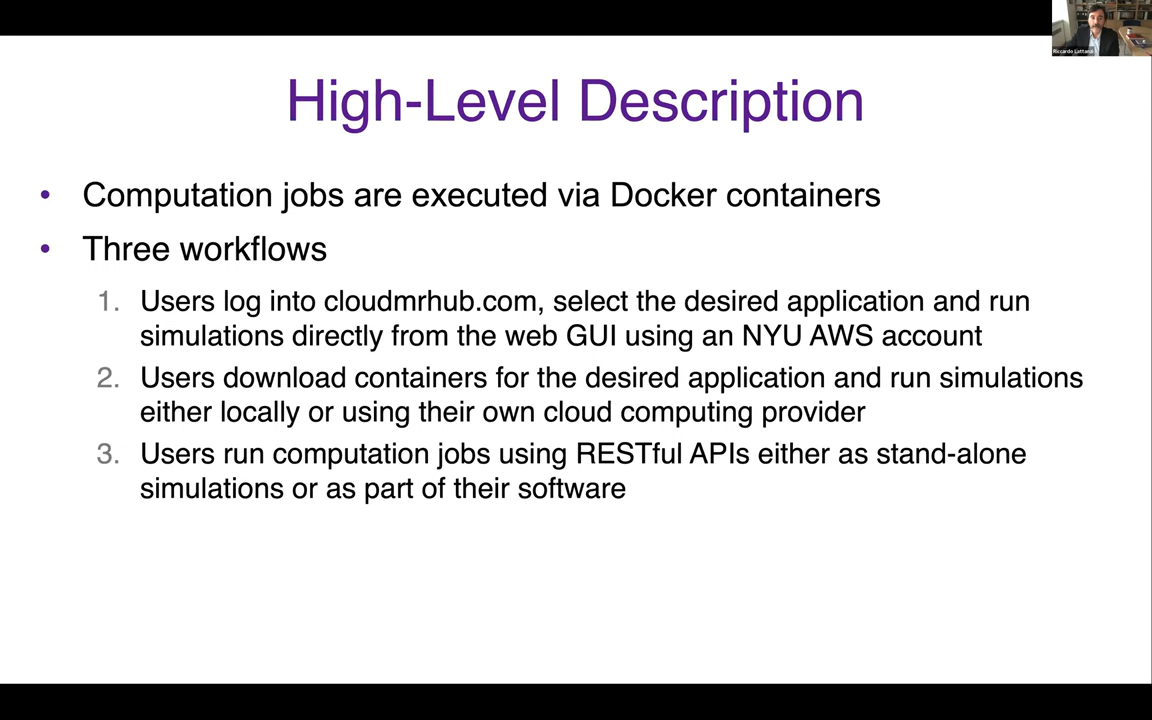 Riccardo Lattanzi
High-Level Description
• Computation jobs are executed via Docker containers
• Three workflows
1. Users log into cloudmrhub.com, select the desired application and run
simulations directly from the web GUI using an NYU AWS account
2. Users download containers for the desired application and run simulations
either locally or using their own cloud computing provider
3. Users run computation jobs using RESTful APIs either as stand-alone
simulations or as part of their software